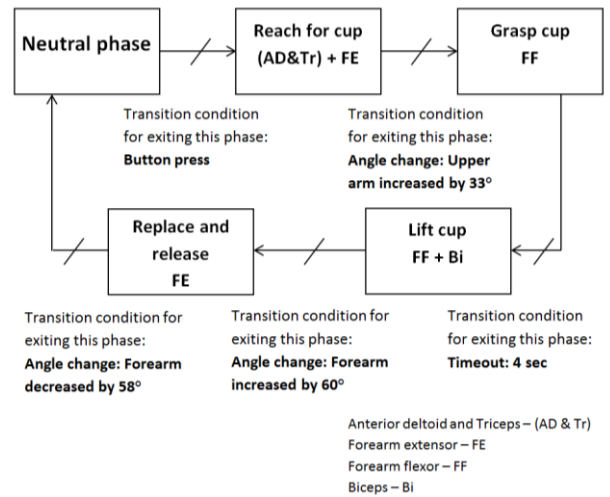 Neutral phase
Reach for cup
(AD&Tr) + FE
Grasp cup
FF
Transition condition
for exiting this phase:
Button press
Transition condition
for exiting this phase:
Angle change: Upper
arm increased by 33°
Replace and
release
FE
Lift cup
FF + Bi
Transition condition for
exiting this phase:
Angle change: Forearm
decreased by 58°
Transition condition for
exiting this phase:
Angle change: Forearm
increased by 60°
Transition condition
for exiting this phase:
Timeout: 4 sec
Anterior deltoid and Triceps – (AD & Tr)
Forearm extensor – FE
Forearm flexor – FF
Biceps – Bi